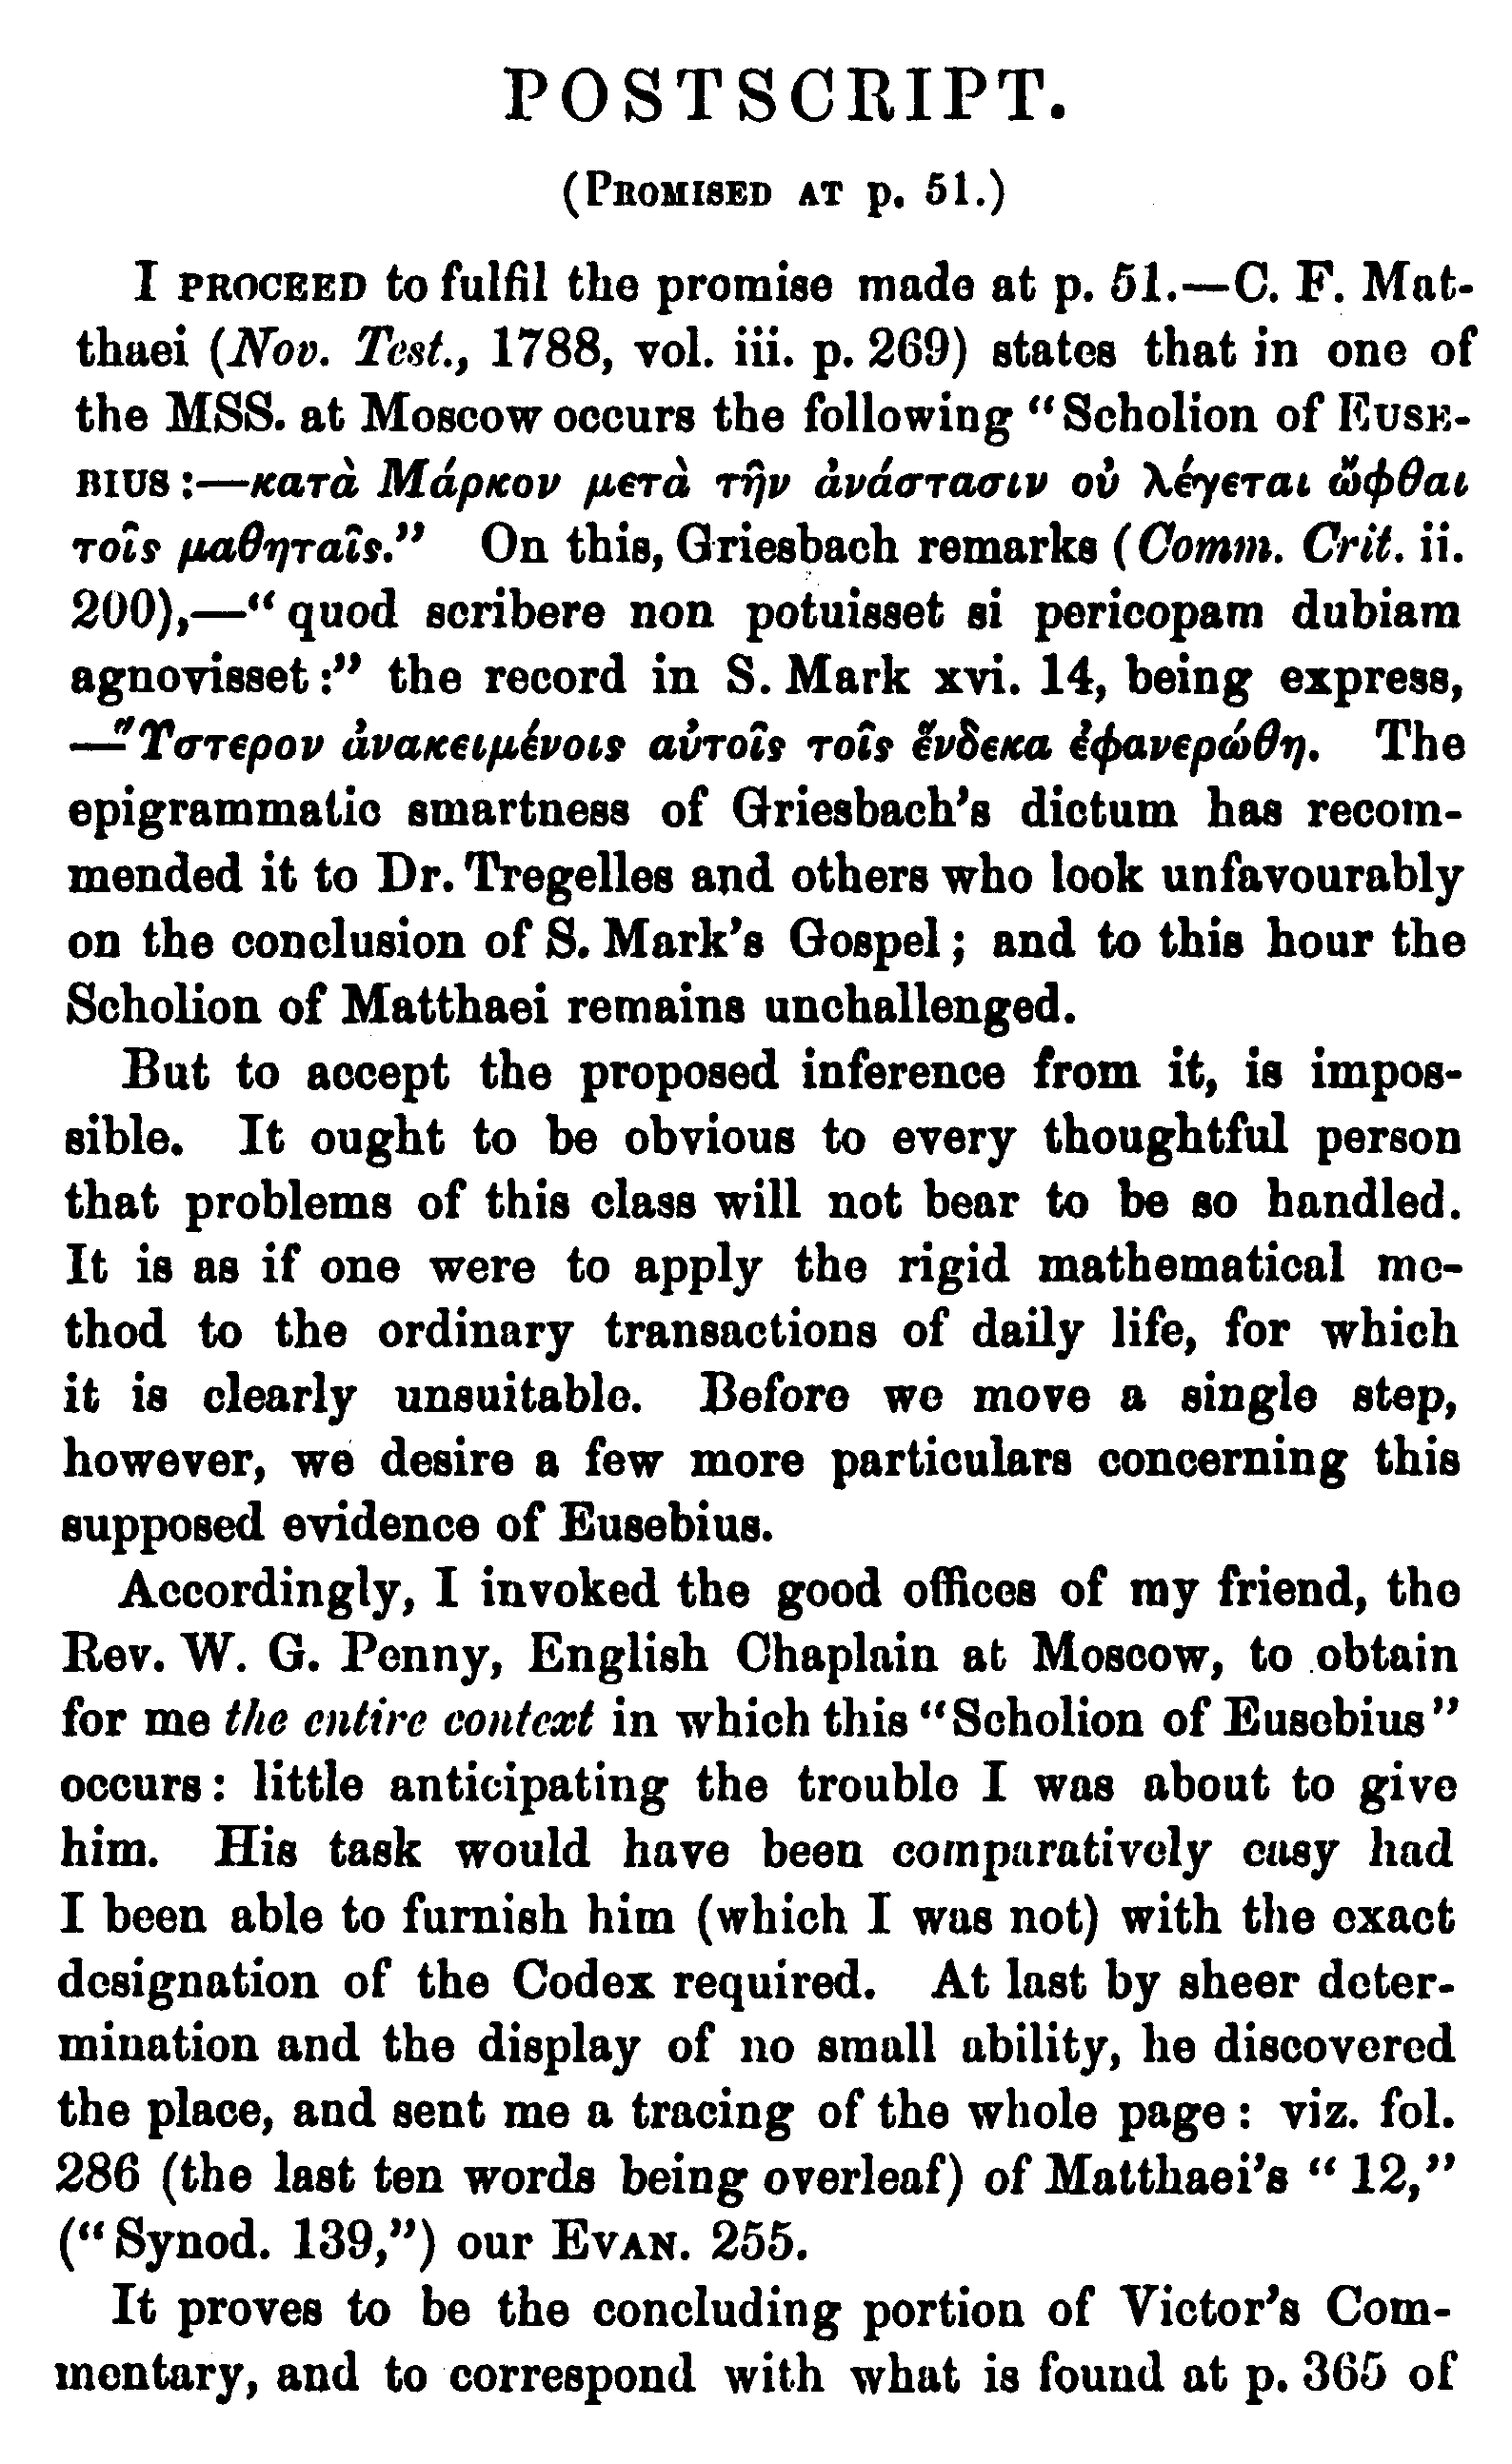 POSTSCRIPT.
(Promised at p. 51.)
I proceed to fulfil the promise made at p. 51.—C. F. Mat-
thaei (Nov. Test., 1788, vol. iii. p. 269) states that in one of
the MSS. at Moscow occurs the following “Scholion of Euse-
bius:—κατὰ Μάρκον μετὰ τὴν ἀνάστασιν οὐ λέγεται ὦφθαι
τοῖς μαθηταῖς.” On this, Griesbach remarks (Comm. Crit. ii.
200),—“quod scribere non potuisset si pericopam dubiam
agnovisset:” the record in S. Mark xvi. 14, being express,
—Ὕστερον ἀνακειμένοις αὐτοῖς τοῖς ἕνδεκα ἐφανερώθη. The
epigrammatic smartness of Griesbach’s dictum has recom-
mended it to Dr. Tregelles and others who look unfavourably
on the conclusion of S. Mark’s Gospel; and to this hour the
Scholion of Matthaei remains unchallenged.
But to accept the proposed inference from it, is impos-
sible. It ought to be obvious to every thoughtful person
that problems of this class will not bear to be so handled.
It is as if one were to apply the rigid mathematical me-
thod to the ordinary transactions of daily life, for which
it is clearly unsuitable. Before we move a single step,
however, we desire a few more particulars concerning this
supposed evidence of Eusebius.
Accordingly, I invoked the good offices of my friend, the
Rev. W. G. Penny, English Chaplain at Moscow, to obtain
for me the entire context in which this “Scholion of Eusebius”
occurs: little anticipating the trouble I was about to give
him. His task would have been comparatively easy had
I been able to furnish him (which I was not) with the exact
designation of the Codex required. At last by sheer deter-
mination and the display of no small ability, he discovered
the place, and sent me a tracing of the whole page: viz. fol.
286 (the last ten words being overleaf) of Matthaei’s “12,”
(“Synod. 139,”) our Evan. 255.
It proves to be the concluding portion of Victor’s Com-
mentary, and to correspond with what is found at p. 365 of